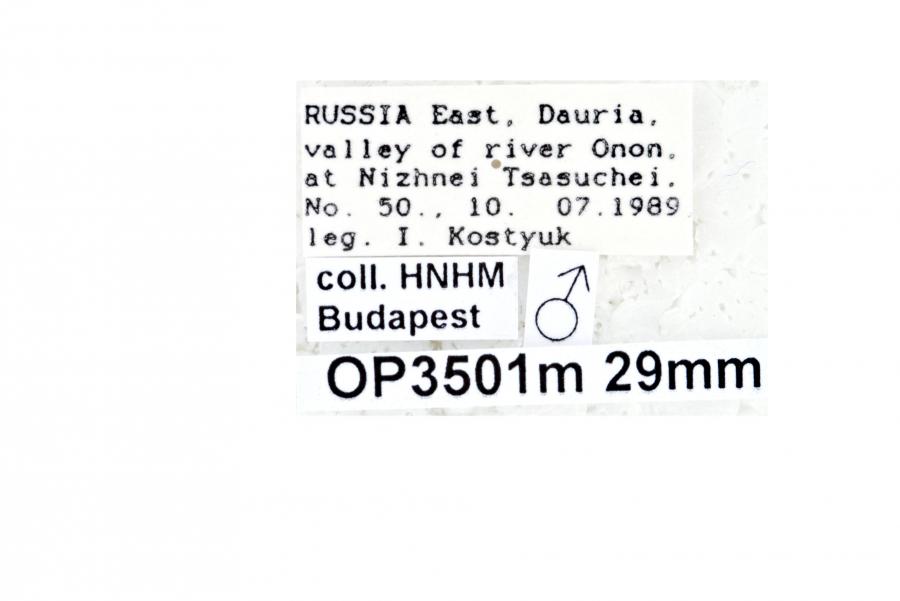 RUSSIA East, Dauria,
valley of river Onon,
at Nizhnei Tsasuchei,
No. 50., 10. 07.1989
leg. I. Kostyuk
coll. HNHM
Budapest
♂
OP3501m 29mm